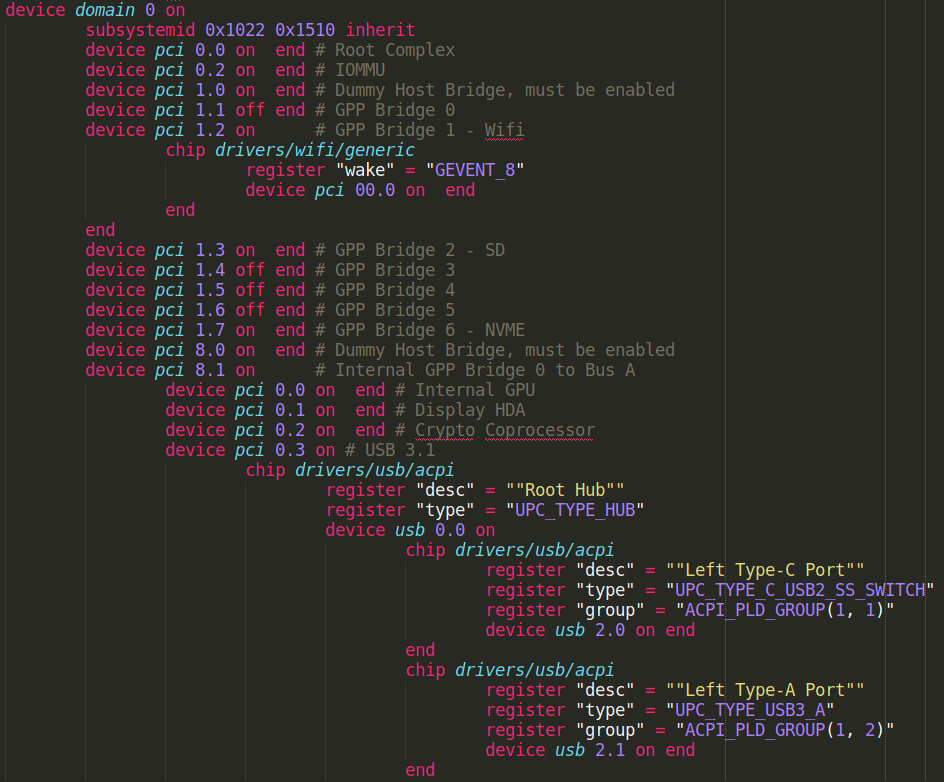 device domain 0 on
subsystemid 0x1022 0x1510 inherit
device pci 0.0 on  end # Root Complex
device pci 0.2 on  end # IOMMU
device pci 1.0 on  end # Dummy Host Bridge, must be enabled
device pci 1.1 off end # GPP Bridge 0
device pci 1.2 on      # GPP Bridge 1 - Wifi
chip drivers/wifi/generic
register "wake" = "GEVENT_8"
device pci 00.0 on  end
end
end
device pci 1.3 on  end # GPP Bridge 2 - SD
device pci 1.4 off end # GPP Bridge 3
device pci 1.5 off end # GPP Bridge 4
device pci 1.6 off end # GPP Bridge 5
device pci 1.7 on  end # GPP Bridge 6 - NVME
device pci 8.0 on  end # Dummy Host Bridge, must be enabled
device pci 8.1 on      # Internal GPP Bridge 0 to Bus A
device pci 0.0 on  end # Internal GPU
device pci 0.1 on  end # Display HDA
device pci 0.2 on  end # Crypto Coprocessor
device pci 0.3 on # USB 3.1
chip drivers/usb/acpi
register "desc" = ""Root Hub""
register "type" = "UPC_TYPE_HUB"
device usb 0.0 on
chip drivers/usb/acpi
register "desc" = ""Left Type-C Port""
register "type" = "UPC_TYPE_C_USB2_SS_SWITCH"
register "group" = "ACPI_PLD_GROUP(1, 1)"
device usb 2.0 on end
end
chip drivers/usb/acpi
register "desc" = ""Left Type-A Port""
register "type" = "UPC_TYPE_USB3_A"
register "group" = "ACPI_PLD_GROUP(1, 2)"
device usb 2.1 on end
end